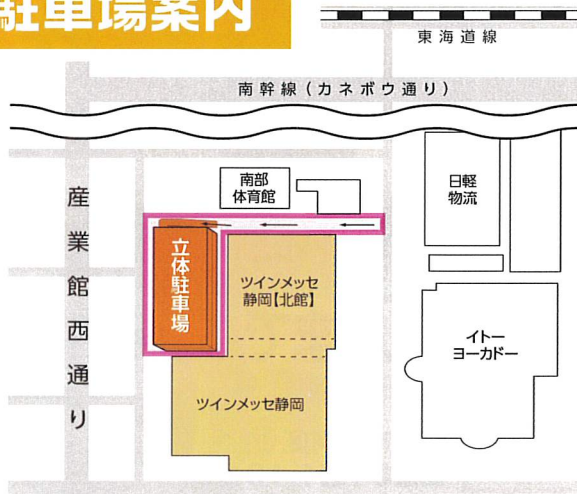 駐車場案内
東海道線
南幹線(カネボウ通り)
産業館西通り
南部
体育館
日軽
物流
立体駐車場
ツインメッセ
静岡【北館】
イトー
ヨーカドー
ツインメッセ静岡